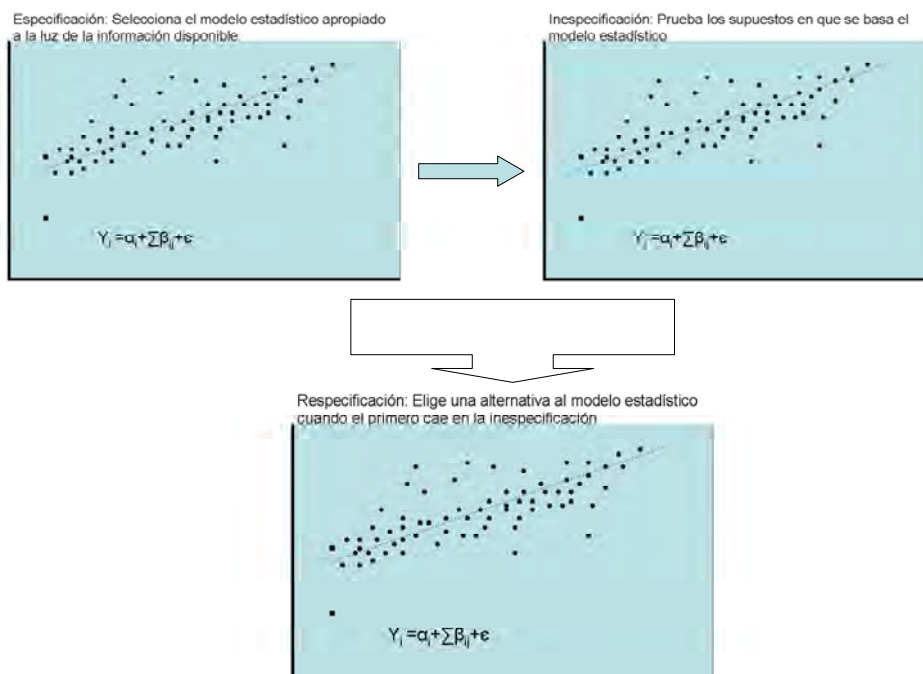 Especificación: Selecciona el modelo estadístico apropiado
a la luz de la información disponible
Inespecificación: Prueba los supuestos en que se basa el
modelo estadístico
Yᵢ =αᵢ+∑βᵢⱼ+є
Yᵢ =αᵢ+∑βᵢⱼ+є
Respecificación: Elige una alternativa al modelo estadístico
cuando el primero cae en la inespecificación
Yᵢ =αᵢ+∑βᵢⱼ+є